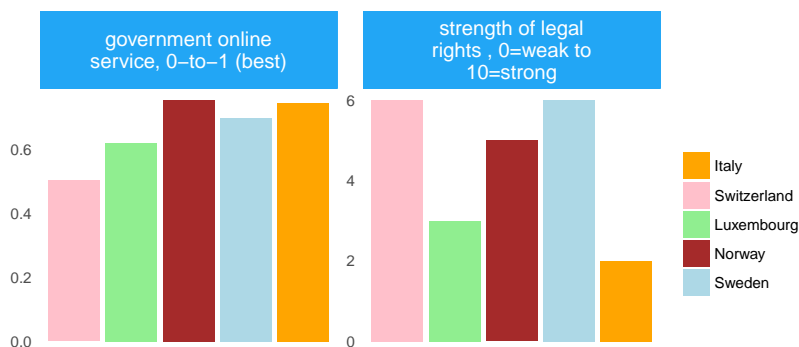 government online
service, 0−to−1 (best)
strength of legal
rights , 0=weak to
10=strong
0.6
0.4
0.2
0.0
6
4
2
0
Italy
Switzerland
Luxembourg
Norway
Sweden